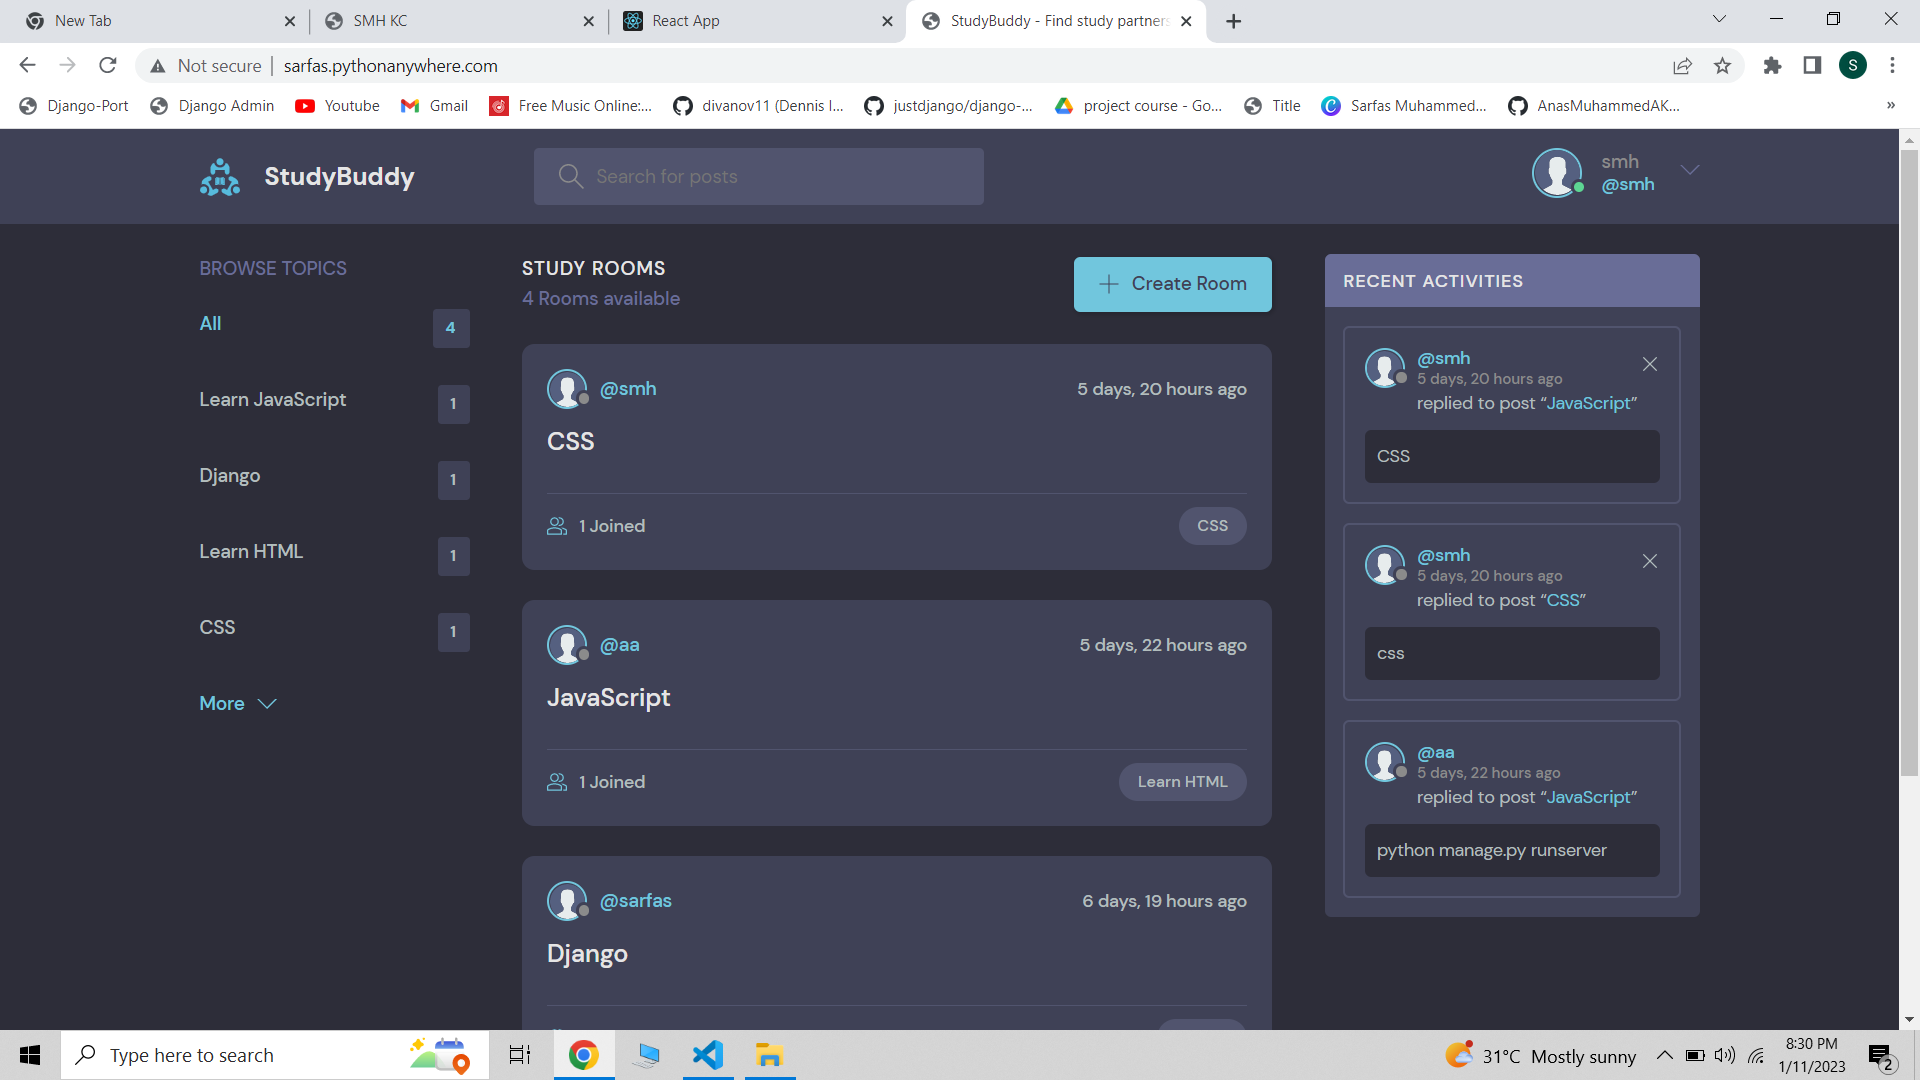 New Tab
SMH KC
React App
StudyBuddy - Find study partners
Not secure
sarfas.pythonanywhere.com
S
Django-Port
Django Admin
Youtube
Gmail
Free Music Online:...
divanov11 (Dennis I...
justdjango/django-...
project course - Go...
Title
Sarfas Muhammed...
AnasMuhammedAK...
»
StudyBuddy
Search for posts
smh
@smh
BROWSE TOPICS
All
4
Learn JavaScript
1
Django
1
Learn HTML
1
CSS
1
More
STUDY ROOMS
4 Rooms available
Create Room
@smh
5 days, 20 hours ago
CSS
1 Joined
CSS
@aa
5 days, 22 hours ago
JavaScript
1 Joined
Learn HTML
@sarfas
6 days, 19 hours ago
Django
RECENT ACTIVITIES
@smh
5 days, 20 hours ago
replied to post “JavaScript”
CSS
@smh
5 days, 20 hours ago
replied to post “CSS”
css
@aa
5 days, 22 hours ago
replied to post “JavaScript”
python manage.py runserver
Type here to search
31°C Mostly sunny
8:30 PM
1/11/2023
2